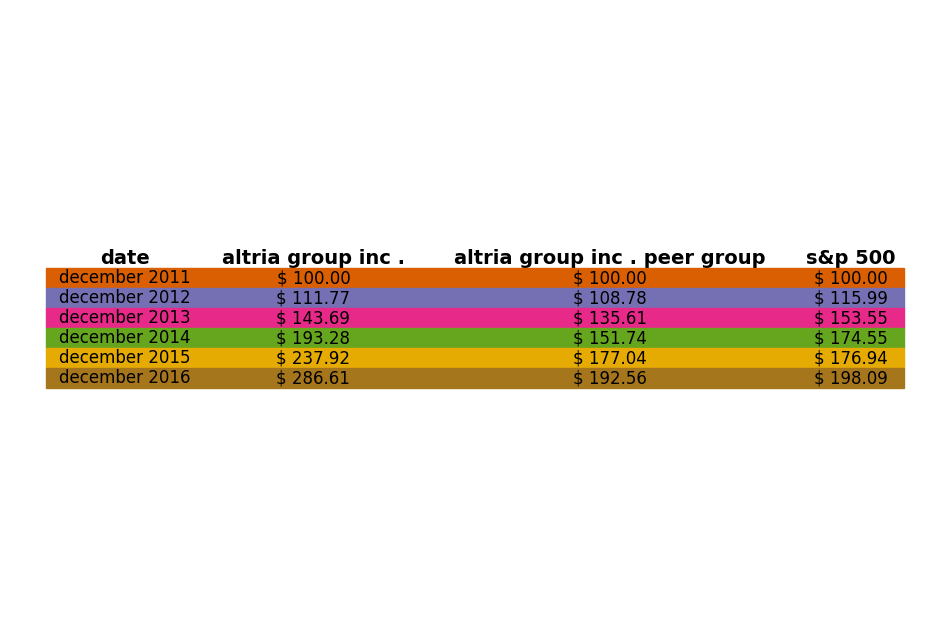 date altria group inc . altria group inc . peer group s&p 500
december 2011 $ 100.00 $ 100.00 $ 100.00
december 2012 $ 111.77 $ 108.78 $ 115.99
december 2013 $ 143.69 $ 135.61 $ 153.55
december 2014 $ 193.28 $ 151.74 $ 174.55
december 2015 $ 237.92 $ 177.04 $ 176.94
december 2016 $ 286.61 $ 192.56 $ 198.09